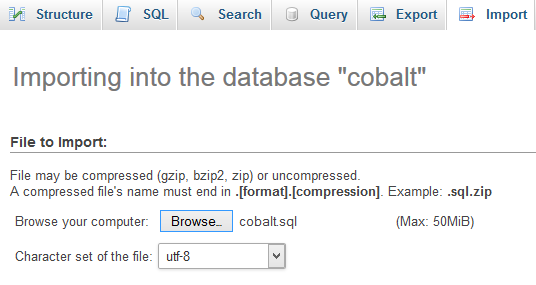 Structure SQL Search Query Export Import
Importing into the database "cobalt"
File to Import:
File may be compressed (gzip, bzip2, zip) or uncompressed.
A compressed file's name must end in .[format].[compression]. Example: .sql.zip
Browse your computer: Browse.. cobalt.sql (Max: 50MiB)
Character set of the file: utf-8